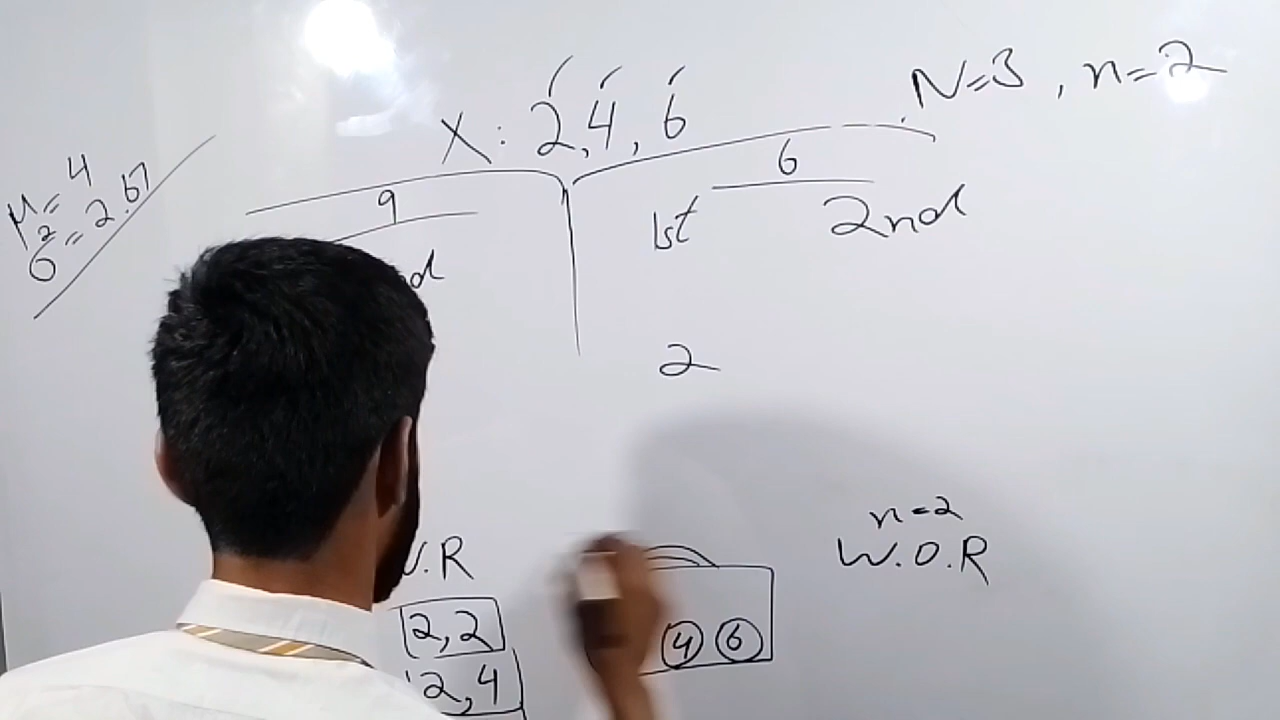 X: 2, 4, 6
N=3, n=2
μ = 4
σ² = 2.67
9
6
1st 2nd
2
n=2
W.O.R
.R
2,2
2,4
4 6